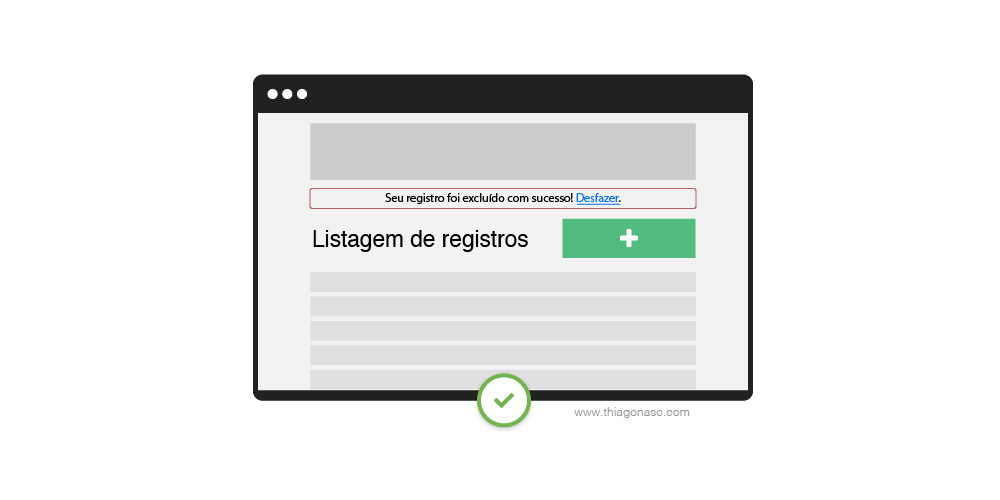 Seu registro foi excluído com sucesso! Desfazer.
Listagem de registros
www.thiagonasc.com